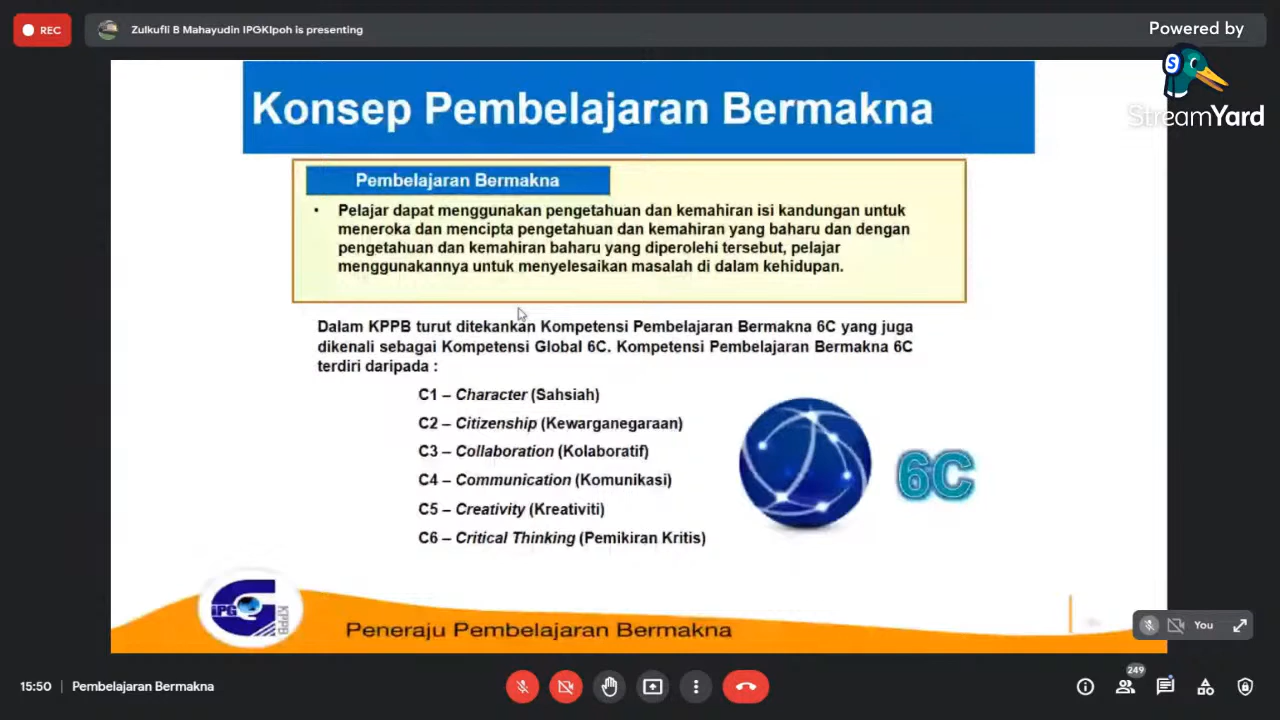 REC
Zulkufli B Mahayudin IPGKIpoh is presenting
Powered by
S
StreamYard
Konsep Pembelajaran Bermakna
Pembelajaran Bermakna
• Pelajar dapat menggunakan pengetahuan dan kemahiran isi kandungan untuk
meneroka dan mencipta pengetahuan dan kemahiran yang baharu dan dengan
pengetahuan dan kemahiran baharu yang diperolehi tersebut, pelajar
menggunakannya untuk menyelesaikan masalah di dalam kehidupan.
Dalam KPPB turut ditekankan Kompetensi Pembelajaran Bermakna 6C yang juga
dikenali sebagai Kompetensi Global 6C. Kompetensi Pembelajaran Bermakna 6C
terdiri daripada :
C1 – Character (Sahsiah)
C2 – Citizenship (Kewarganegaraan)
C3 – Collaboration (Kolaboratif)
C4 – Communication (Komunikasi)
C5 – Creativity (Kreativiti)
C6 – Critical Thinking (Pemikiran Kritis)
6C
IPG
KPPB
Peneraju Pembelajaran Bermakna
You
15:50 | Pembelajaran Bermakna
249